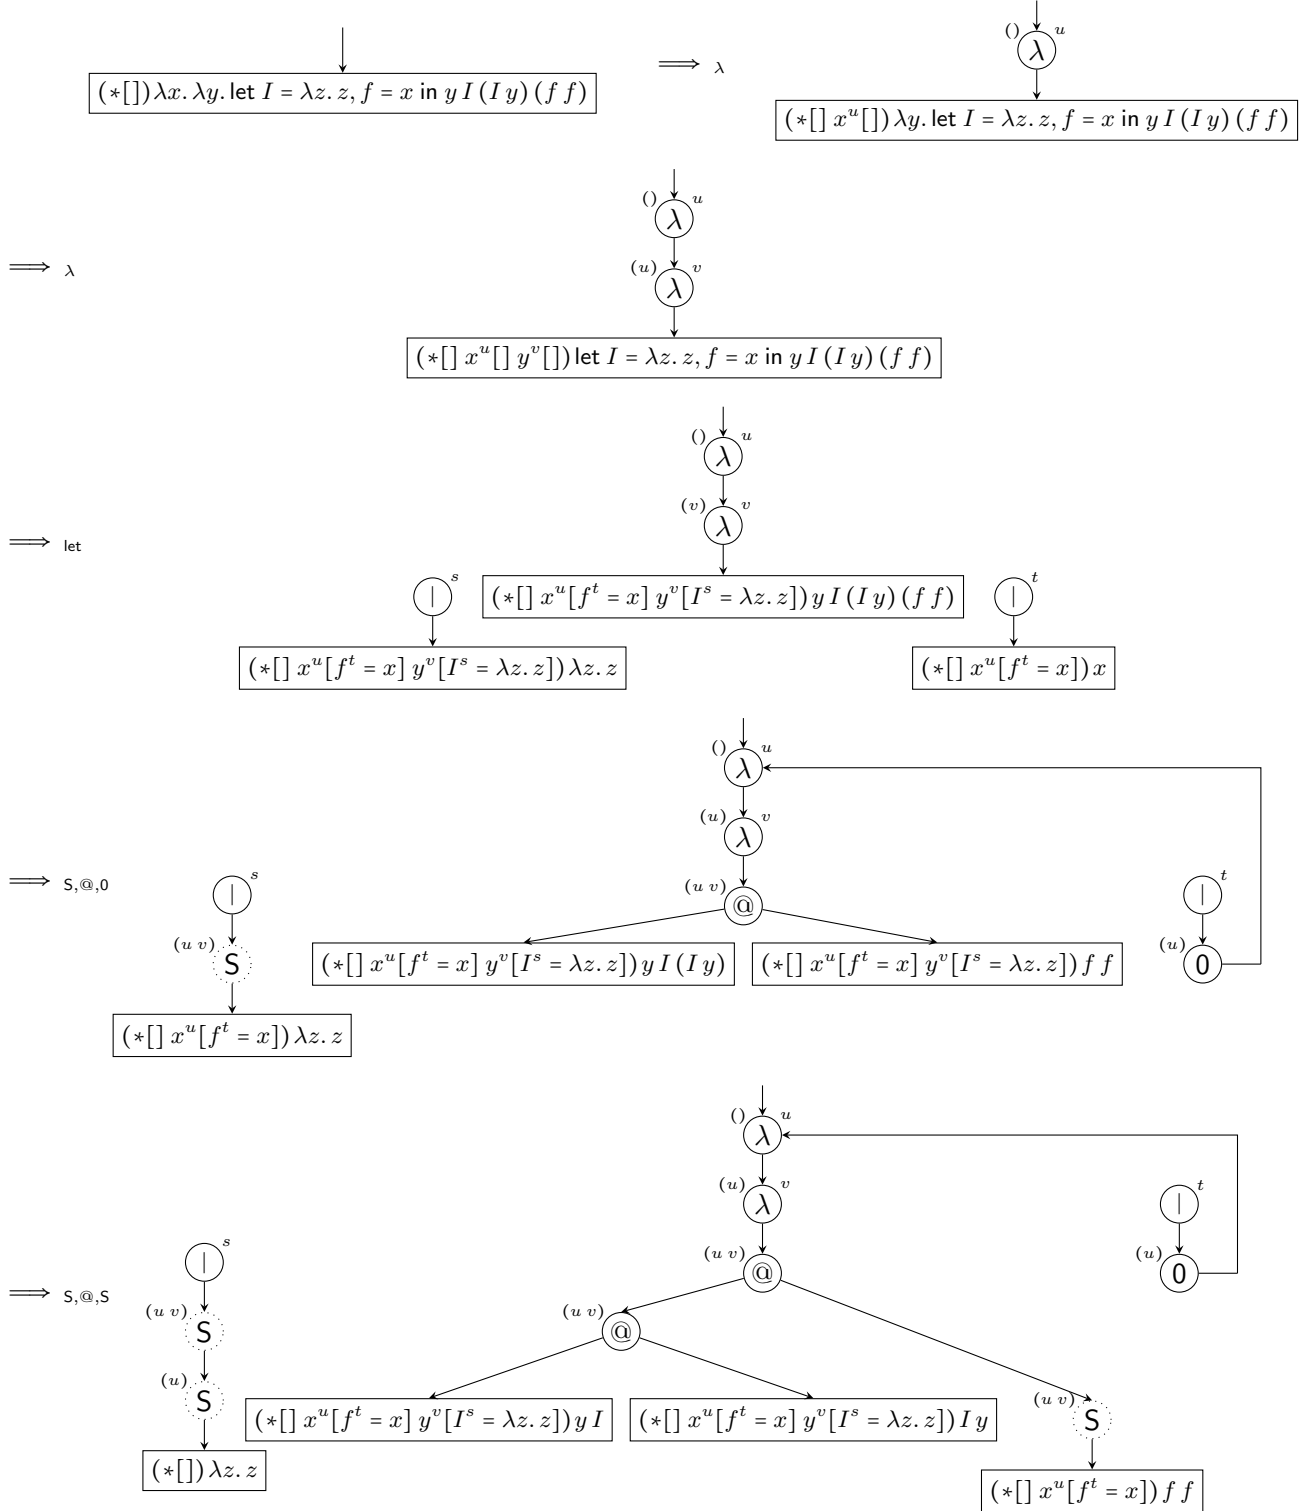 (∗[]) λx. λy. let I = λz. z, f = x in y I (I y) (f f)
⟹ λ
() λ u
(∗[] x^u[]) λy. let I = λz. z, f = x in y I (I y) (f f)
⟹ λ
() λ u
(u) λ v
(∗[] x^u[] y^v[]) let I = λz. z, f = x in y I (I y) (f f)
⟹ let
() λ u
(v) λ v
| s
(∗[] x^u[f^t = x] y^v[I^s = λz. z]) y I (I y) (f f)
| t
(∗[] x^u[f^t = x] y^v[I^s = λz. z]) λz. z
(∗[] x^u[f^t = x]) x
⟹ S,@,0
() λ u
(u) λ v
| s
(u v) @
| t
(u v) S
(∗[] x^u[f^t = x] y^v[I^s = λz. z]) y I (I y)
(∗[] x^u[f^t = x] y^v[I^s = λz. z]) f f
(u) 0
(∗[] x^u[f^t = x]) λz. z
⟹ S,@,S
() λ u
(u) λ v
| t
| s
(u v) @
(u) 0
(u v) S
(u v) @
(u) S
(∗[] x^u[f^t = x] y^v[I^s = λz. z]) y I
(∗[] x^u[f^t = x] y^v[I^s = λz. z]) I y
(u v) S
(∗[]) λz. z
(∗[] x^u[f^t = x]) f f